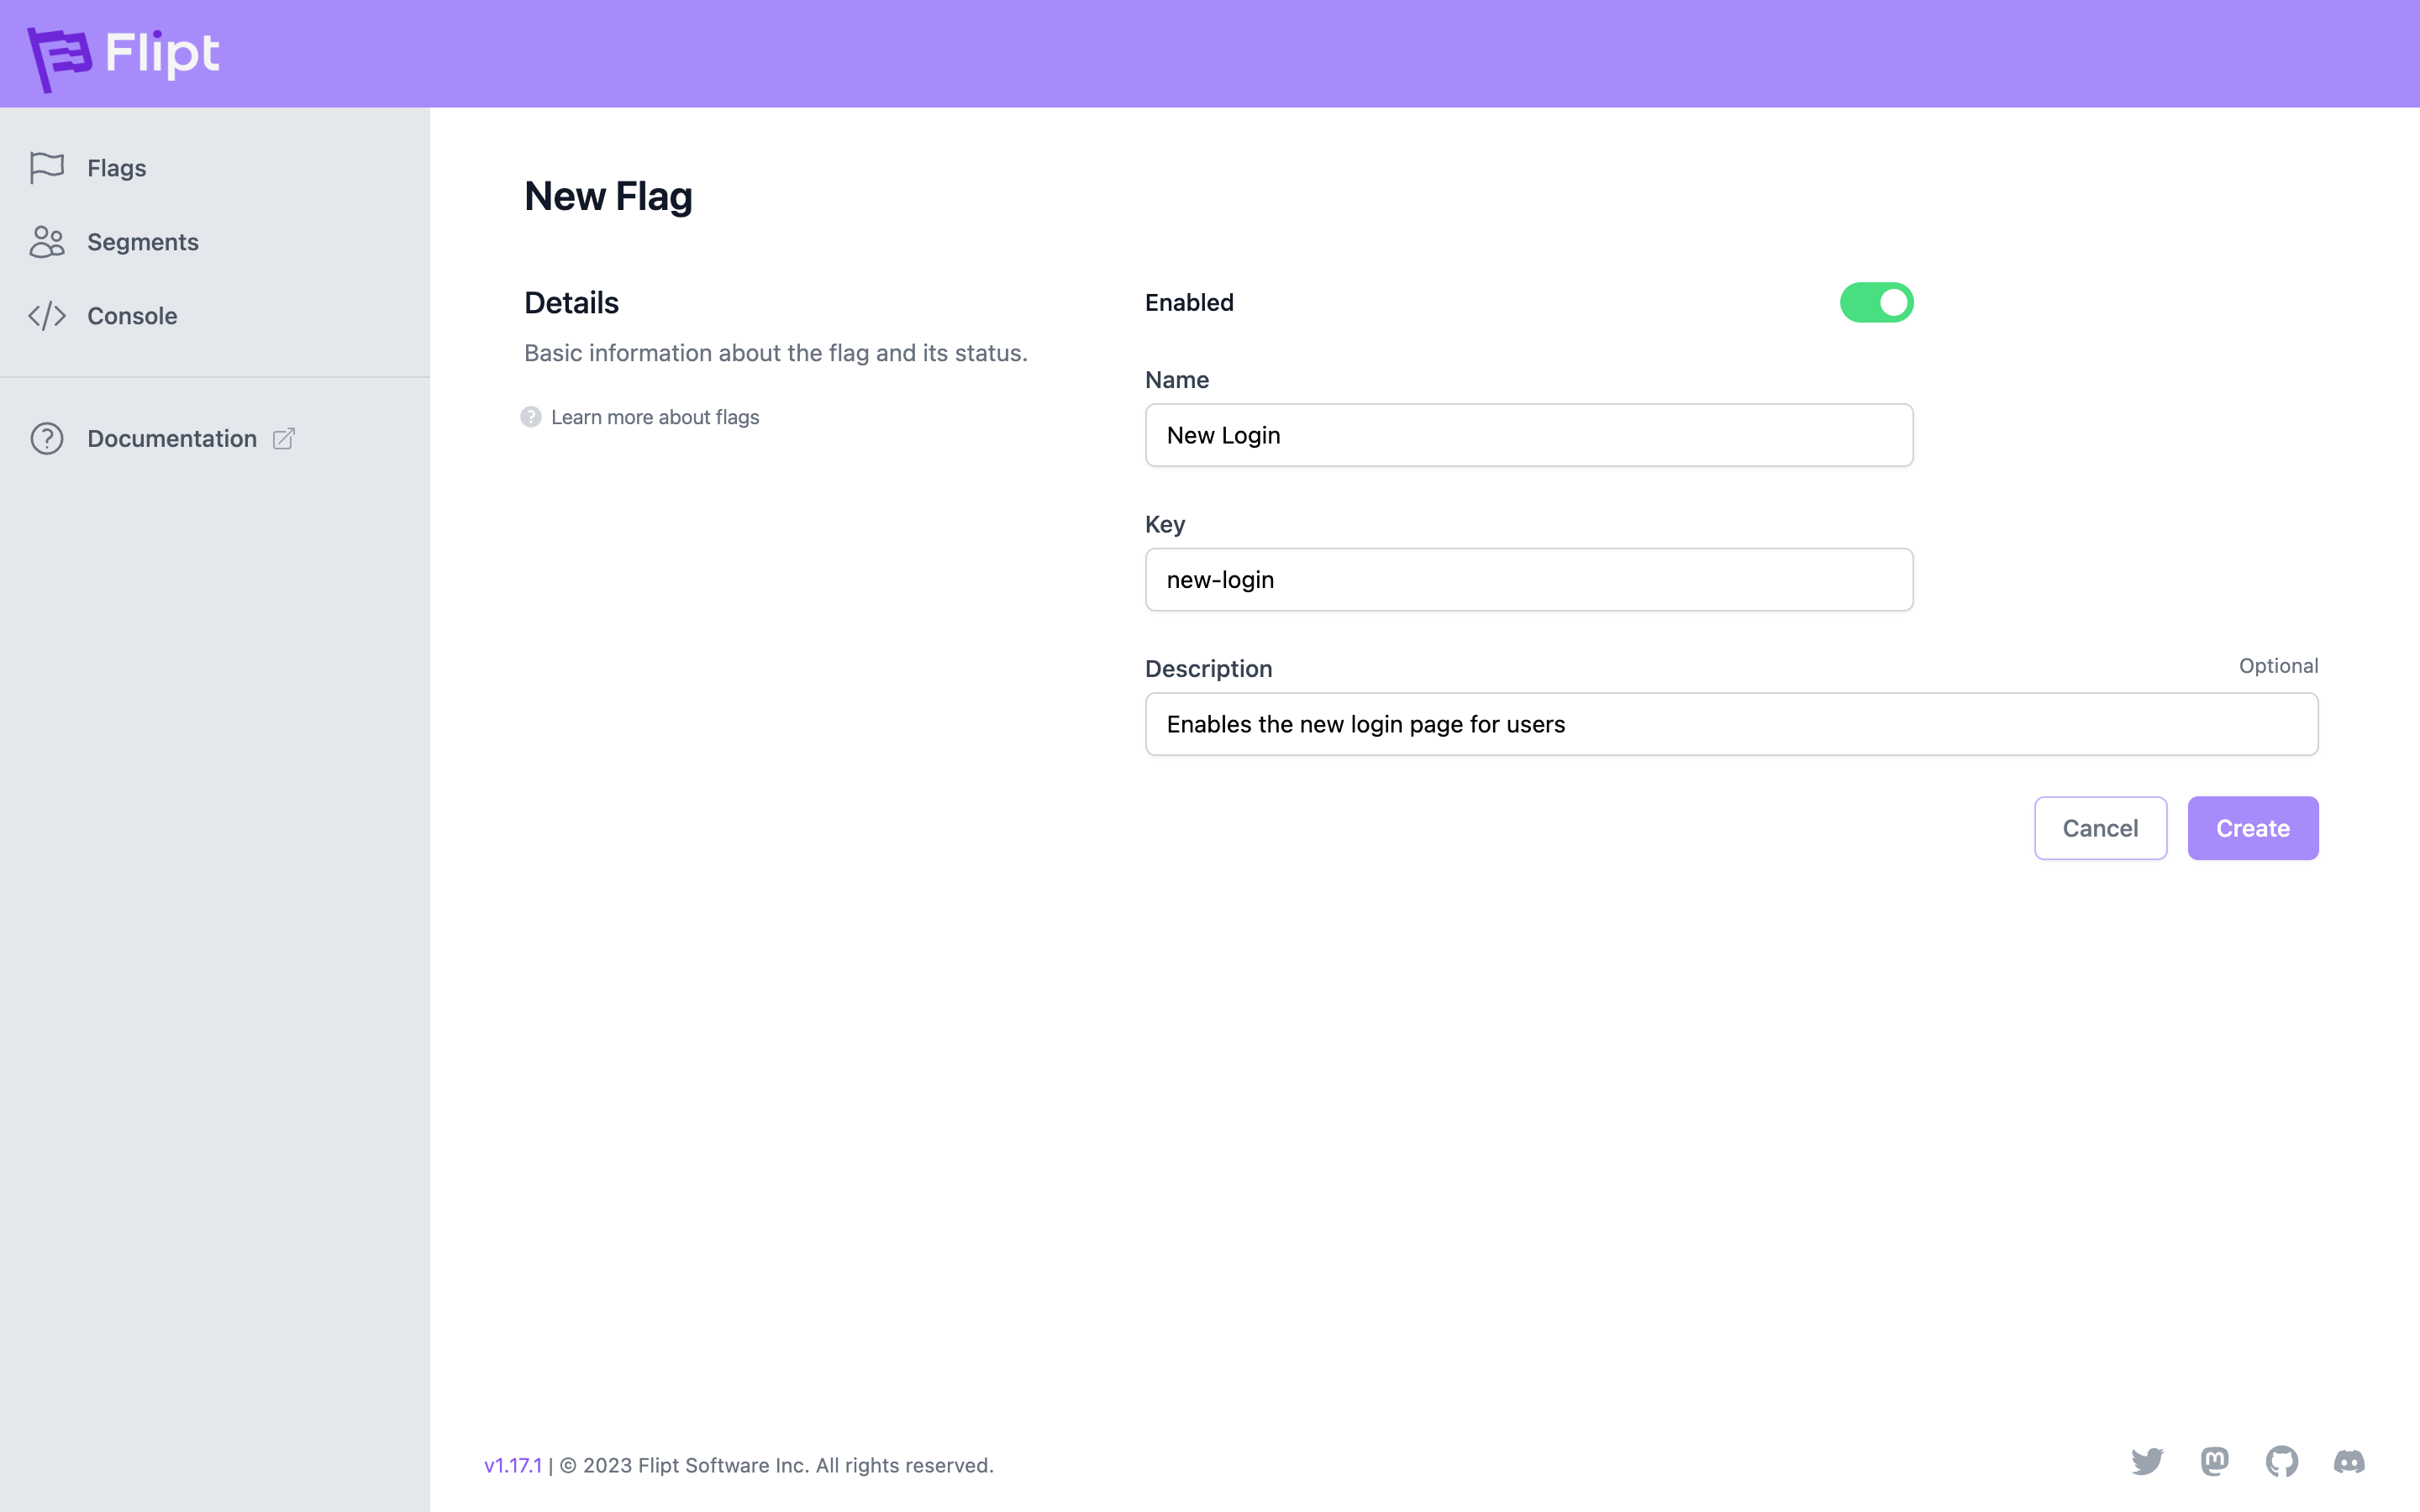 Flipt
Flags
Segments
Console
Documentation
New Flag
Details
Basic information about the flag and its status.
Learn more about flags
Enabled
Name
New Login
Key
new-login
Description
Optional
Enables the new login page for users
Cancel
Create
v1.17.1 | © 2023 Flipt Software Inc. All rights reserved.